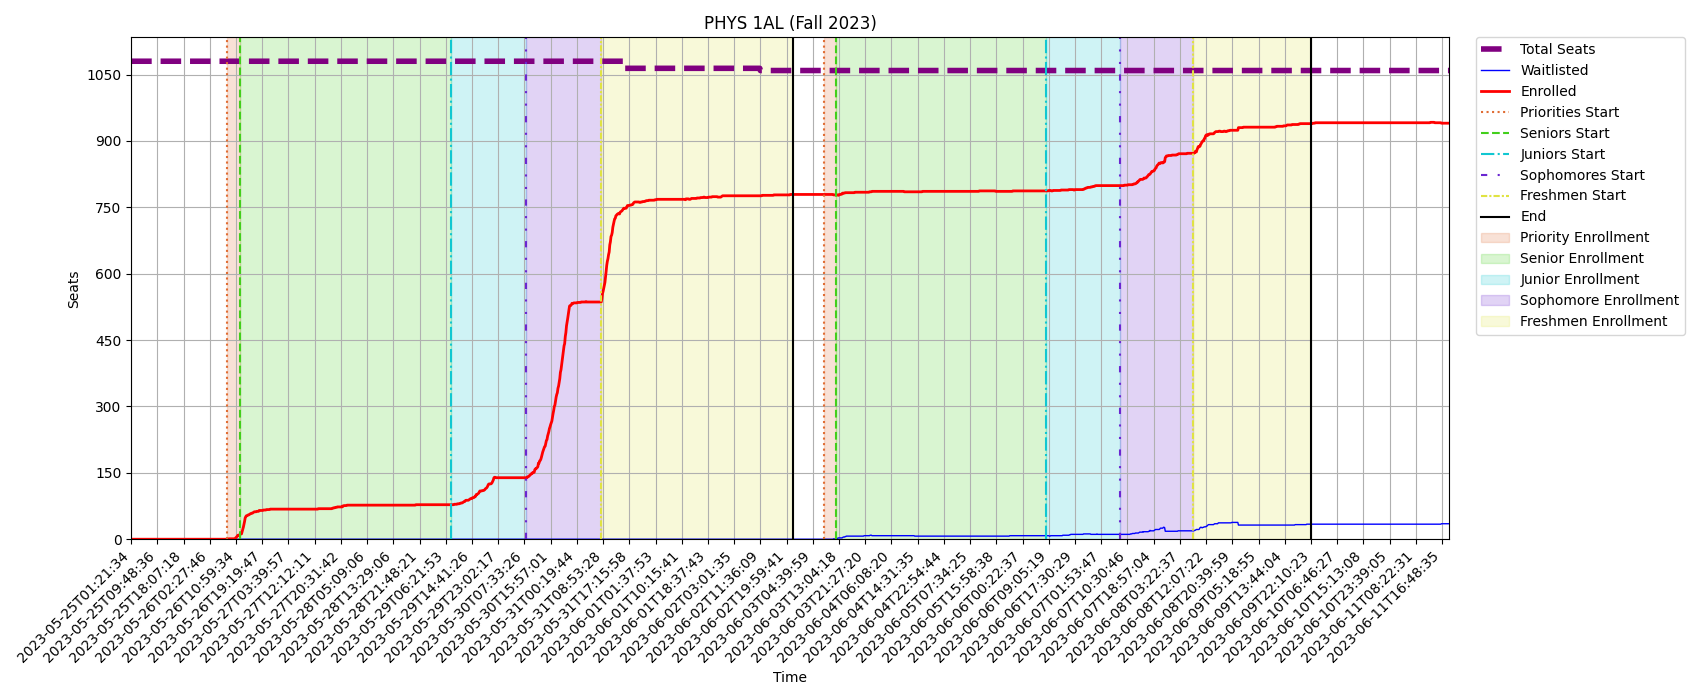 PHYS 1AL (Fall 2023)
1050
900
750
600
450
300
150
0
Seats
2023-05-25T01:21:34
2023-05-25T09:48:36
2023-05-25T18:07:18
2023-05-26T02:27:46
2023-05-26T10:59:34
2023-05-26T19:19:47
2023-05-27T03:39:57
2023-05-27T12:12:11
2023-05-27T20:31:42
2023-05-28T05:09:06
2023-05-28T13:29:06
2023-05-28T21:48:21
2023-05-29T06:21:53
2023-05-29T14:41:26
2023-05-29T23:02:17
2023-05-30T07:33:26
2023-05-30T15:57:01
2023-05-31T00:19:44
2023-05-31T08:53:28
2023-05-31T17:15:58
2023-06-01T01:37:53
2023-06-01T10:15:41
2023-06-01T18:37:43
2023-06-02T03:01:35
2023-06-02T11:36:09
2023-06-02T19:59:41
2023-06-03T04:39:59
2023-06-03T13:04:18
2023-06-03T21:27:20
2023-06-04T06:08:20
2023-06-04T14:31:35
2023-06-04T22:54:44
2023-06-05T07:34:25
2023-06-05T15:58:38
2023-06-06T00:22:37
2023-06-06T09:05:19
2023-06-06T17:30:29
2023-06-07T01:53:47
2023-06-07T10:30:46
2023-06-07T18:57:04
2023-06-08T03:22:37
2023-06-08T12:07:22
2023-06-08T20:39:59
2023-06-09T05:18:55
2023-06-09T13:44:04
2023-06-09T22:10:23
2023-06-10T06:46:27
2023-06-10T15:13:08
2023-06-10T23:39:05
2023-06-11T08:22:31
2023-06-11T16:48:35
Time
Total Seats
Waitlisted
Enrolled
Priorities Start
Seniors Start
Juniors Start
Sophomores Start
Freshmen Start
End
Priority Enrollment
Senior Enrollment
Junior Enrollment
Sophomore Enrollment
Freshmen Enrollment